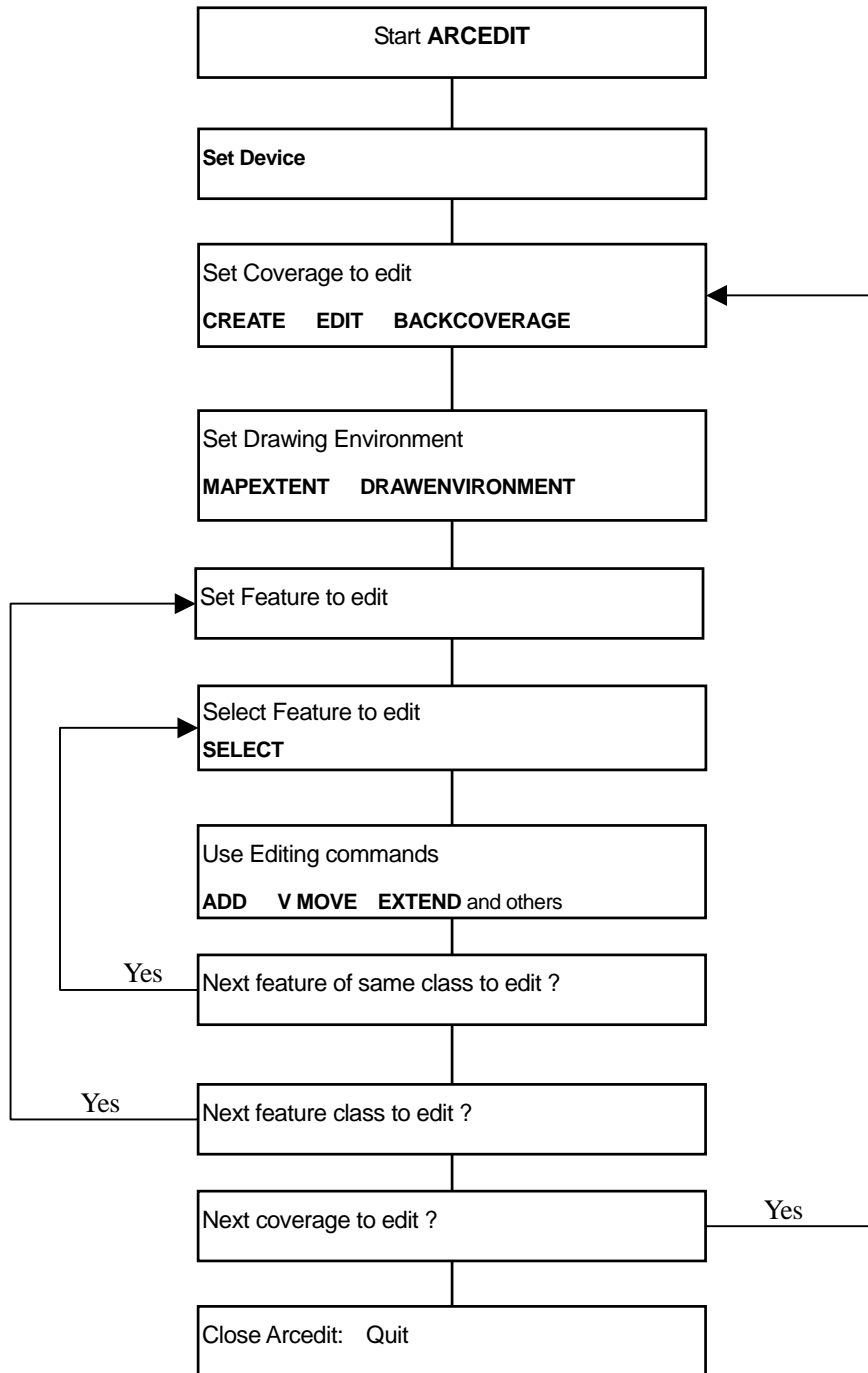 Start ARCEDIT
Set Device
Set Coverage to edit
CREATE EDIT BACKCOVERAGE
Set Drawing Environment
MAPEXTENT DRAWENVIRONMENT
Set Feature to edit
Select Feature to edit
SELECT
Use Editing commands
ADD V MOVE EXTEND and others
Yes
Next feature of same class to edit ?
Yes
Next feature class to edit ?
Next coverage to edit ?
Yes
Close Arcedit: Quit